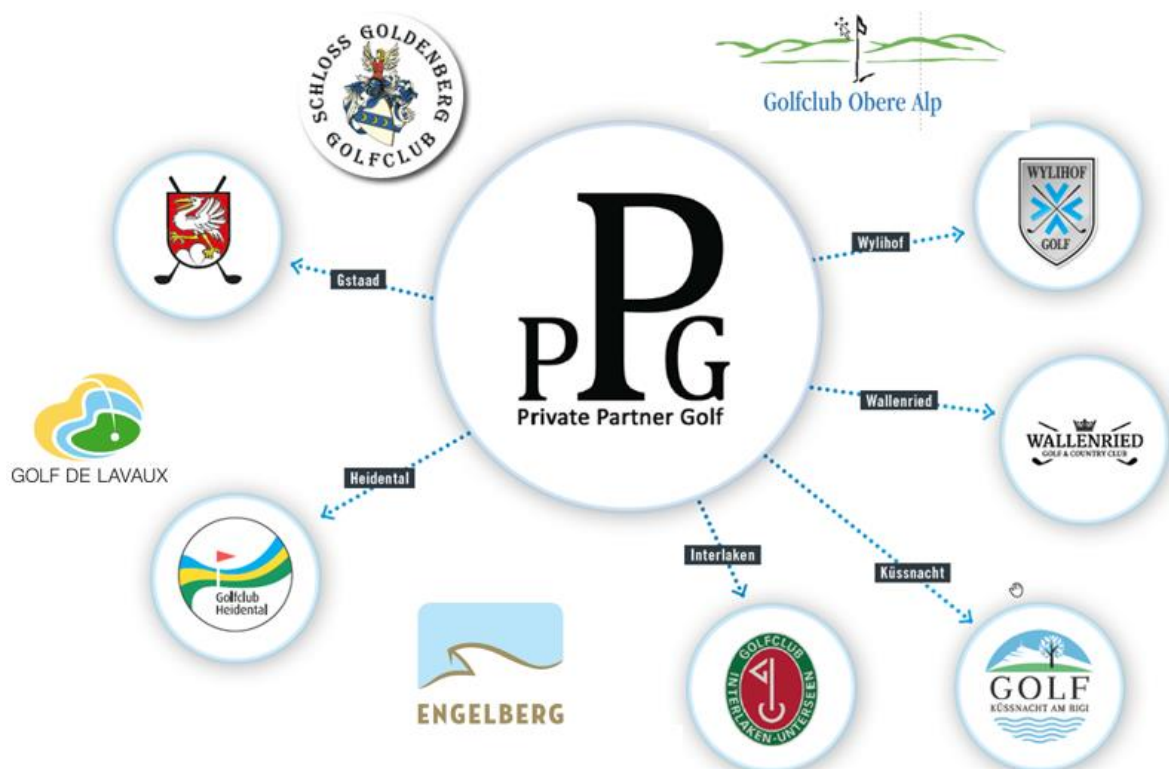 SCHLOSS GOLDENBERG
GOLFCLUB
Golfclub Obere Alp
WYLIHOF
GOLF
Wylihof
Gstaad
PPG
Private Partner Golf
Wallenried
WALLENRIED
GOLF & COUNTRY CLUB
GOLF DE LAVAUX
Heidental
Golfclub
Heidental
Interlaken
Küssnacht
ENGELBERG
GOLFCLUB
INTERLAKEN-UNTERSEEN
GOLF
KÜSSNACHT AM RIGI